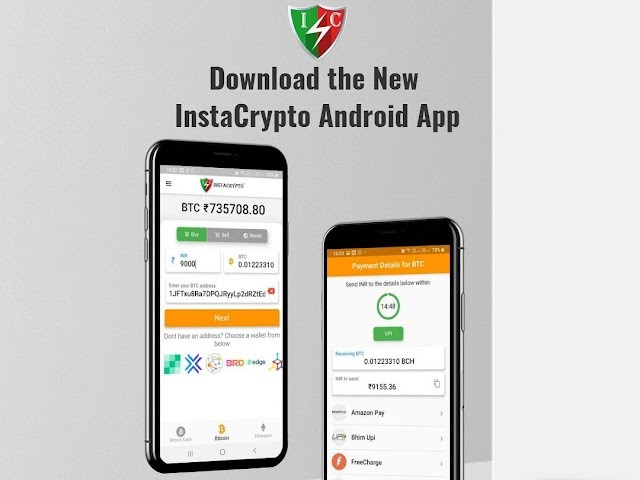 I C
Download the New
InstaCrypto Android App
INSTACRYPTO
BTC ₹735708.80
Buy
Sell
INR
₹ 9000
BTC
0.01223310
Enter your BTC address
1JFTxu8Ra7DPQJRyyLp2dRZtEd
Next
Dont have an address? Choose a wallet from
below
BRD
edge
Bitcoin Cash
Bitcoin
Ethereum
Payment Details for BTC
Send INR to the details below within:
14:48
UPI
Receiving BTC
0.01223310 BCH
INR to send
₹9155.36
Amazon Pay
Bhim Upi
FreeCharge